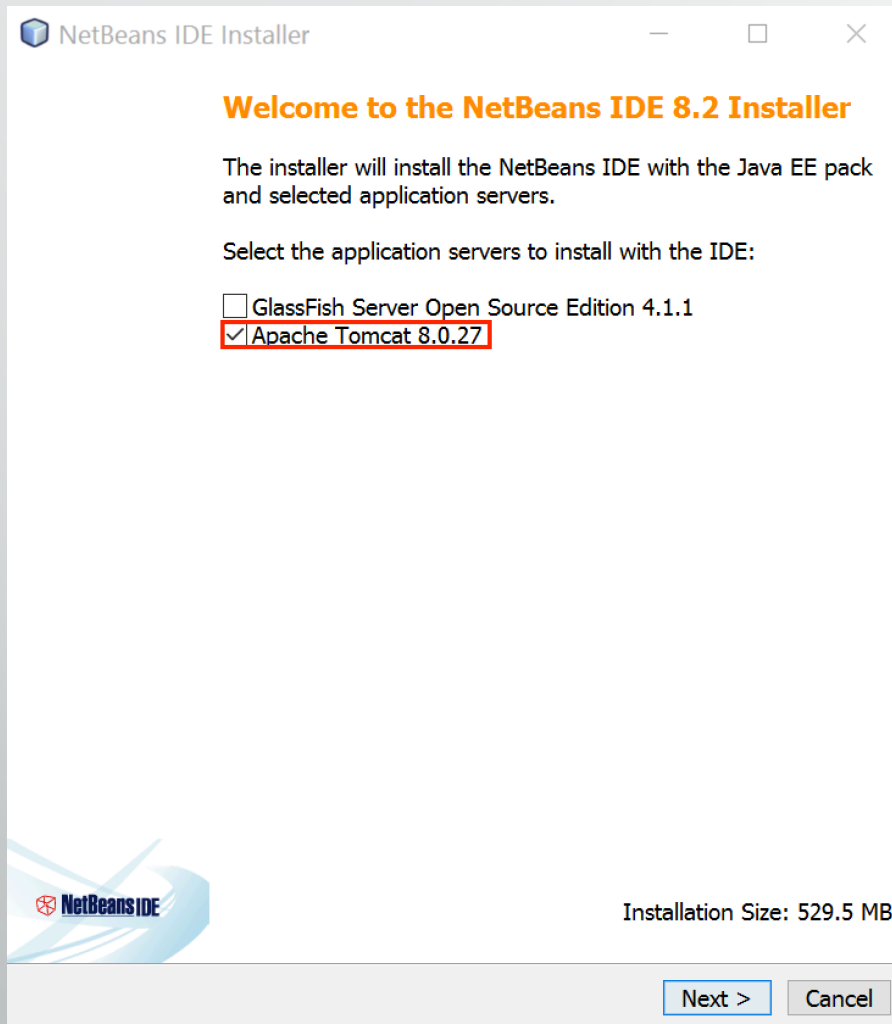 NetBeans IDE Installer
Welcome to the NetBeans IDE 8.2 Installer
The installer will install the NetBeans IDE with the Java EE pack
and selected application servers.
Select the application servers to install with the IDE:
GlassFish Server Open Source Edition 4.1.1
Apache Tomcat 8.0.27
NetBeans IDE
Installation Size: 529.5 MB
Next >
Cancel